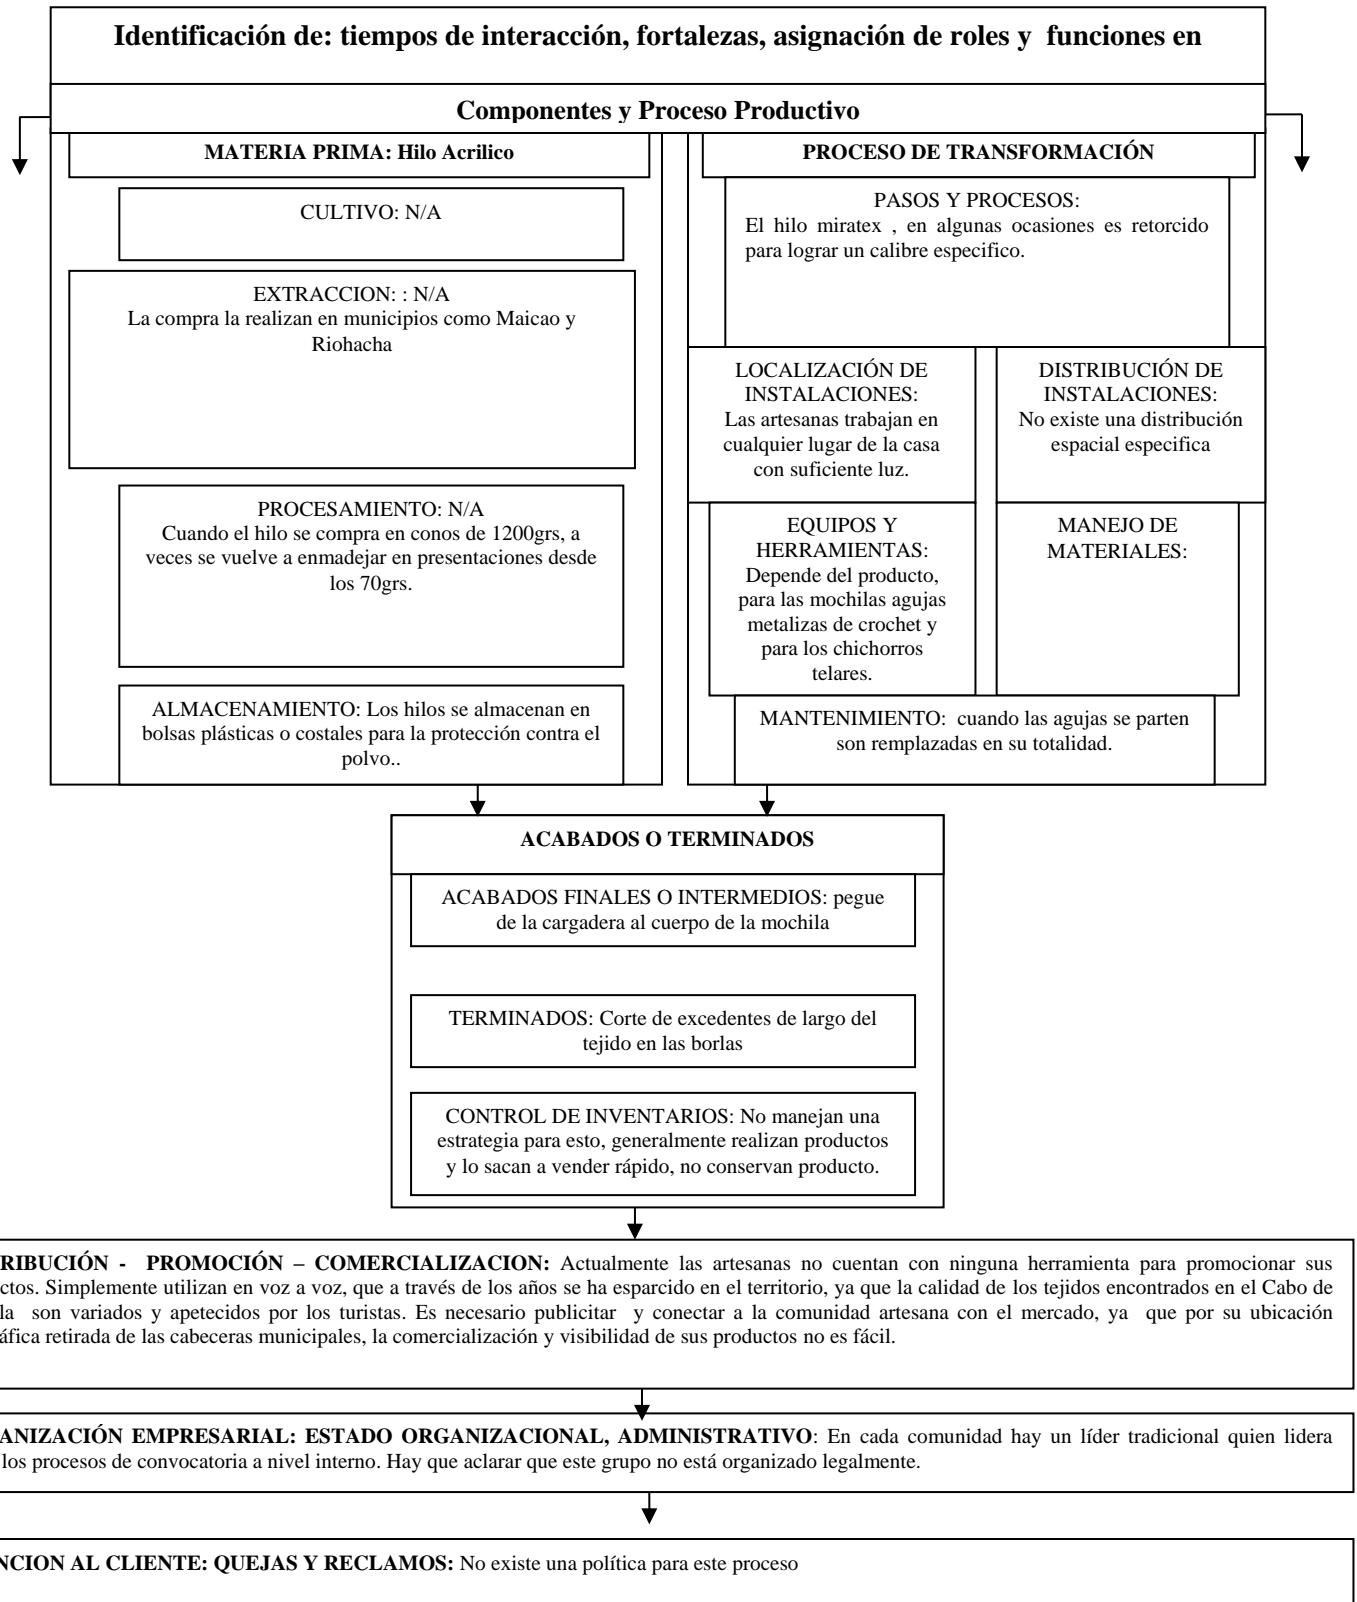 Identificación de: tiempos de interacción, fortalezas, asignación de roles y  funciones en
Componentes y Proceso Productivo
MATERIA PRIMA: Hilo Acrilico
CULTIVO: N/A
EXTRACCION: : N/A
La compra la realizan en municipios como Maicao y
Riohacha
PROCESAMIENTO: N/A
Cuando el hilo se compra en conos de 1200grs, a
veces se vuelve a enmadejar en presentaciones desde
los 70grs.
ALMACENAMIENTO: Los hilos se almacenan en
bolsas plásticas o costales para la protección contra el
polvo..
PROCESO DE TRANSFORMACIÓN
PASOS Y PROCESOS:
El hilo miratex , en algunas ocasiones es retorcido
para lograr un calibre especifico.
LOCALIZACIÓN DE
INSTALACIONES:
Las artesanas trabajan en
cualquier lugar de la casa
con suficiente luz.
DISTRIBUCIÓN DE
INSTALACIONES:
No existe una distribución
espacial especifica
EQUIPOS Y
HERRAMIENTAS:
Depende del producto,
para las mochilas agujas
metalizas de crochet y
para los chichorros
telares.
MANEJO DE
MATERIALES:
MANTENIMIENTO:  cuando las agujas se parten
son remplazadas en su totalidad.
ACABADOS O TERMINADOS
ACABADOS FINALES O INTERMEDIOS: pegue
de la cargadera al cuerpo de la mochila
TERMINADOS: Corte de excedentes de largo del
tejido en las borlas
CONTROL DE INVENTARIOS: No manejan una
estrategia para esto, generalmente realizan productos
y lo sacan a vender rápido, no conservan producto.
RIBUCIÓN -  PROMOCIÓN – COMERCIALIZACION: Actualmente las artesanas no cuentan con ninguna herramienta para promocionar sus
ctos. Simplemente utilizan en voz a voz, que a través de los años se ha esparcido en el territorio, ya que la calidad de los tejidos encontrados en el Cabo de
la  son variados y apetecidos por los turistas. Es necesario publicitar  y conectar a la comunidad artesana con el mercado, ya  que por su ubicación
áfica retirada de las cabeceras municipales, la comercialización y visibilidad de sus productos no es fácil.
ANIZACIÓN EMPRESARIAL: ESTADO ORGANIZACIONAL, ADMINISTRATIVO: En cada comunidad hay un líder tradicional quien lidera
los procesos de convocatoria a nivel interno. Hay que aclarar que este grupo no está organizado legalmente.
NCION AL CLIENTE: QUEJAS Y RECLAMOS: No existe una política para este proceso